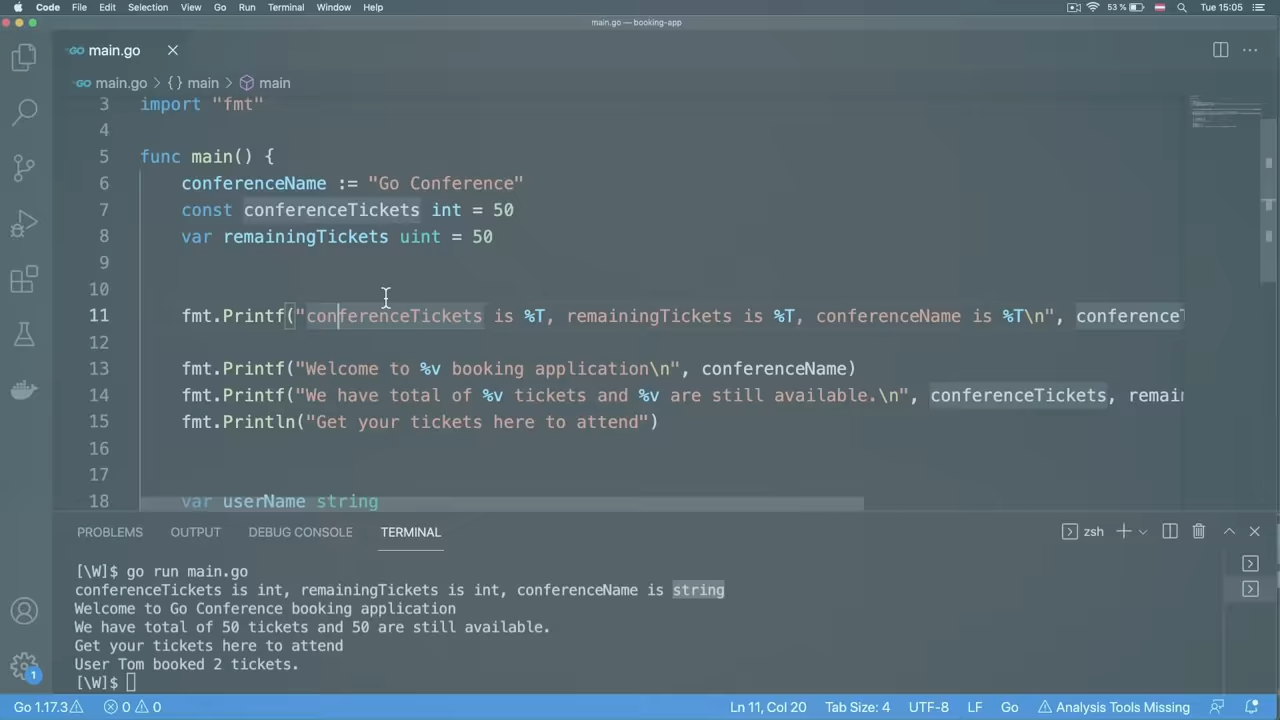 Code File Edit Selection View Go Run Terminal Window Help 53 % Tue 15:05
main.go — booking-app
main.go
main.go > {} main > main
3 import "fmt"
4
5 func main() {
6 conferenceName := "Go Conference"
7 const conferenceTickets int = 50
8 var remainingTickets uint = 50
9
10
11 fmt.Printf("conferenceTickets is %T, remainingTickets is %T, conferenceName is %T\n", conferenceT
12
13 fmt.Printf("Welcome to %v booking application\n", conferenceName)
14 fmt.Printf("We have total of %v tickets and %v are still available.\n", conferenceTickets, remain
15 fmt.Println("Get your tickets here to attend")
16
17
18 var userName string
PROBLEMS OUTPUT DEBUG CONSOLE TERMINAL zsh
[\W]$ go run main.go
conferenceTickets is int, remainingTickets is int, conferenceName is string
Welcome to Go Conference booking application
We have total of 50 tickets and 50 are still available.
Get your tickets here to attend
User Tom booked 2 tickets.
[\W]$
1
Go 1.17.3 0 0 Ln 11, Col 20 Tab Size: 4 UTF-8 LF Go Analysis Tools Missing